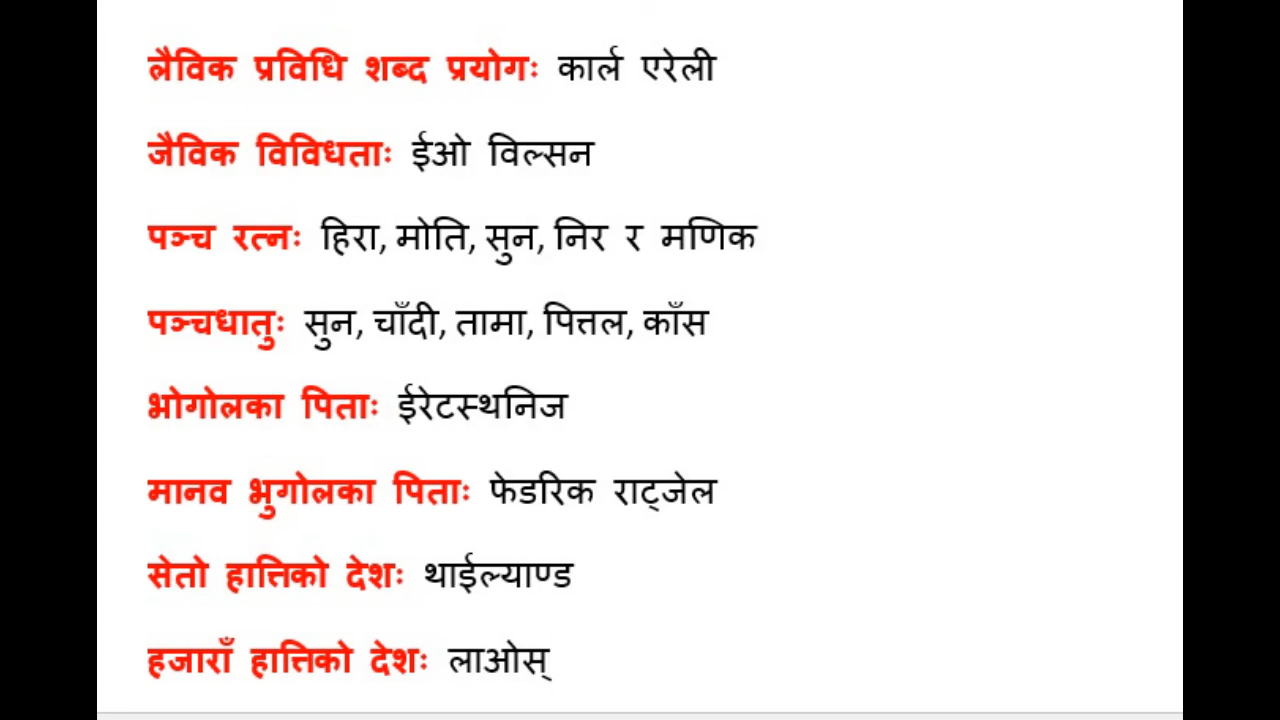 लैविक प्रविधि शब्द प्रयोगः कार्ल एरेली
जैविक विविधताः ईओ विल्सन
पञ्च रत्नः हिरा, मोति, सुन, निर र मणिक
पञ्चधातुः सुन, चाँदी, तामा, पित्तल, काँस
भोगोलका पिताः ईरेटस्थनिज
मानव भुगोलका पिताः फेडरिक राट्जेल
सेतो हात्तिको देशः थाईल्याण्ड
हजाराँ हात्तिको देशः लाओस्